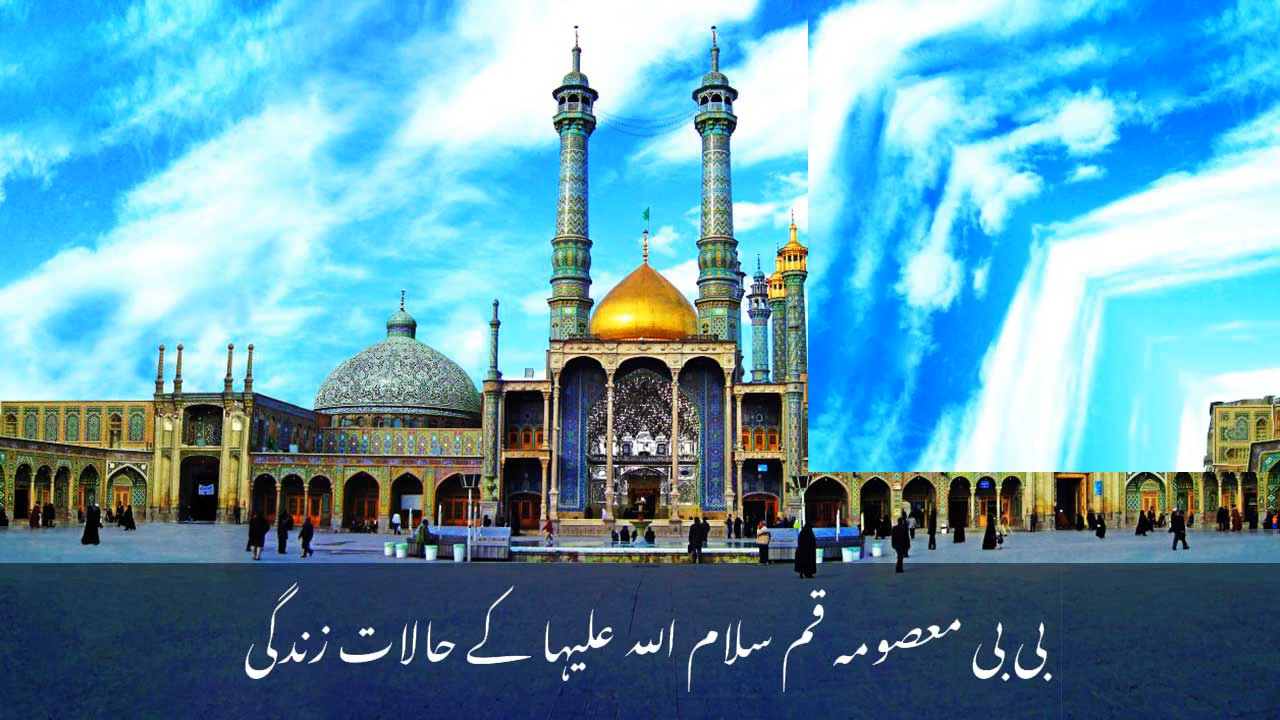 بی بی معصومہ قم سلام اللہ علیہا کے حالات زندگی